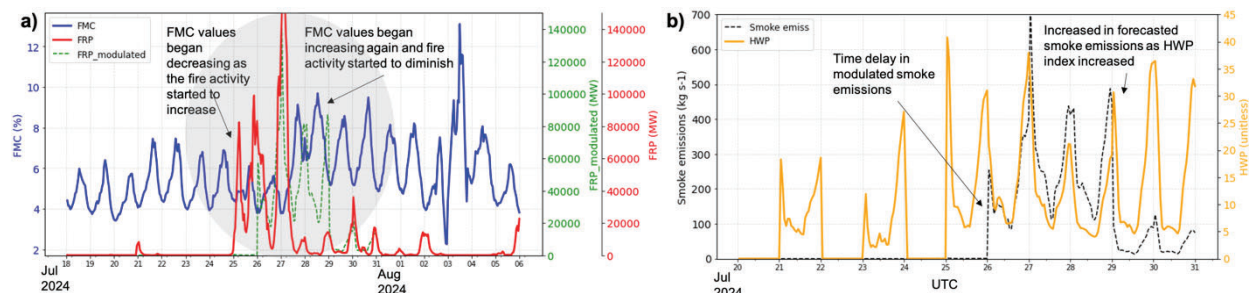 a)
FMC
FRP
FRP_modulated
FMC values
began
decreasing as
the fire activity
started to
increase
FMC values began
increasing again and fire
activity started to diminish
12
10
8
6
4
2
FMC (%)
140000
120000
100000
80000
60000
40000
20000
0
FRP_modulated (MW)
140000
120000
100000
80000
60000
40000
20000
0
FRP (MW)
18 19 20 21 22 23 24 25 26 27 28 29 30 31 01 02 03 04 05 06
Jul
2024
Aug
2024
b)
Smoke emiss
HWP
Time delay in
modulated smoke
emissions
Increased in forecasted
smoke emissions as HWP
index increased
700
600
500
400
300
200
100
0
Smoke emissions (kg s-1)
45
40
35
30
25
20
15
10
5
0
HWP (unitless)
20 21 22 23 24 25 26 27 28 29 30 31
Jul
2024
UTC